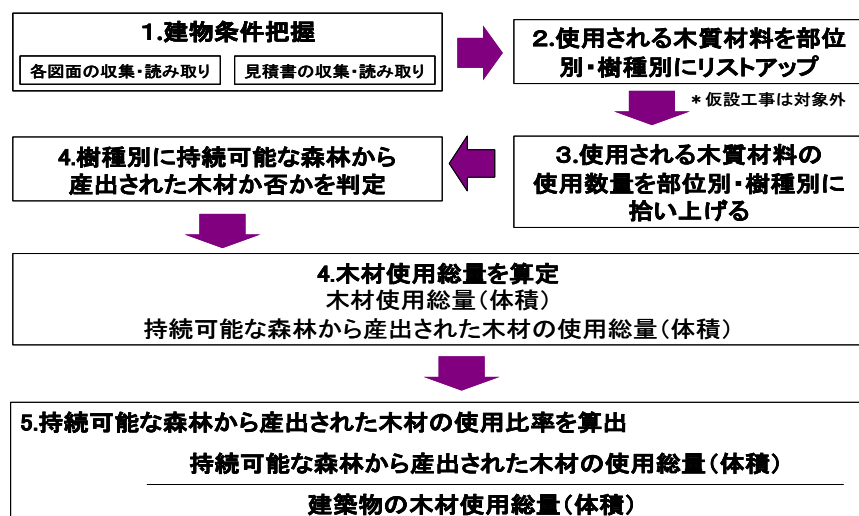 1.建物条件把握
各図面の収集・読み取り
見積書の収集・読み取り
2.使用される木質材料を部位
別・樹種別にリストアップ
＊仮設工事は対象外
3.使用される木質材料の
使用数量を部位別・樹種別に
拾い上げる
4.樹種別に持続可能な森林から
産出された木材か否かを判定
4.木材使用総量を算定
木材使用総量（体積）
持続可能な森林から産出された木材の使用総量（体積）
5.持続可能な森林から産出された木材の使用比率を算出
持続可能な森林から産出された木材の使用総量（体積）
建築物の木材使用総量（体積）